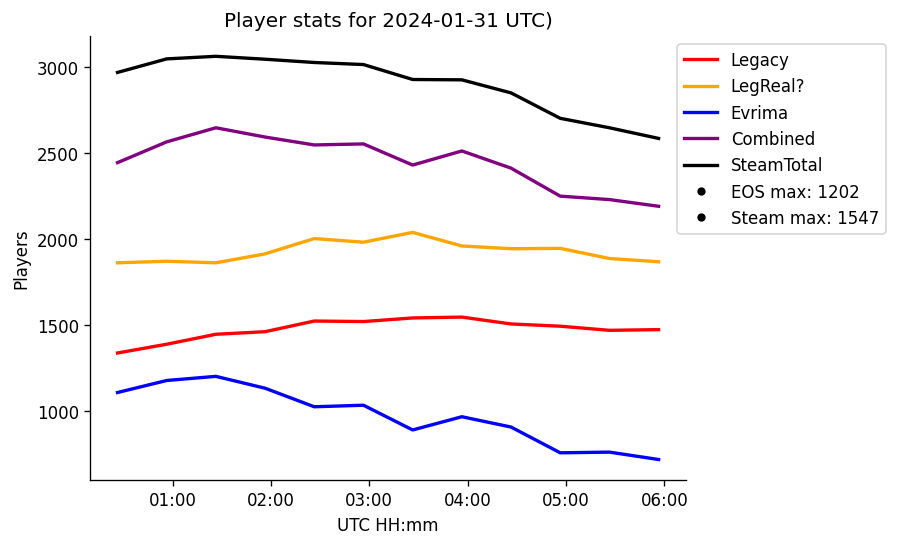 Player stats for 2024-01-31 UTC)
Players
3000
2500
2000
1500
1000
01:00 02:00 03:00 04:00 05:00 06:00
UTC HH:mm
Legacy
LegReal?
Evrima
Combined
SteamTotal
EOS max: 1202
Steam max: 1547